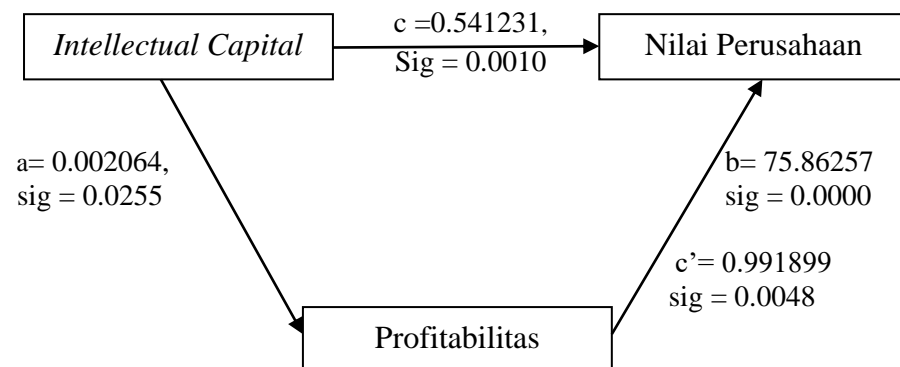 Intellectual Capital
c =0.541231,
Sig = 0.0010
Nilai Perusahaan
a= 0.002064,
sig = 0.0255
b= 75.86257
sig = 0.0000
c’= 0.991899
sig = 0.0048
Profitabilitas